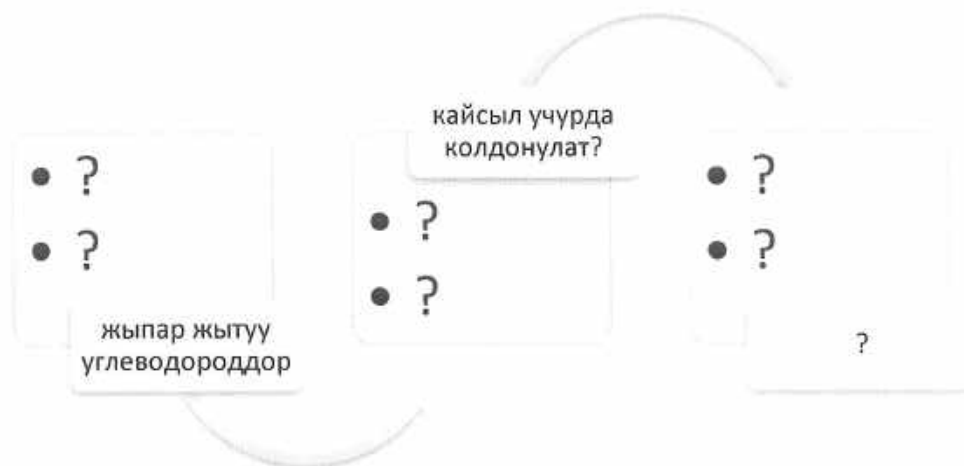 • ?
• ?
жыпар жытуу
углеводороддор
кайсыл учурда
колдонулат?
• ?
• ?
• ?
• ?
?